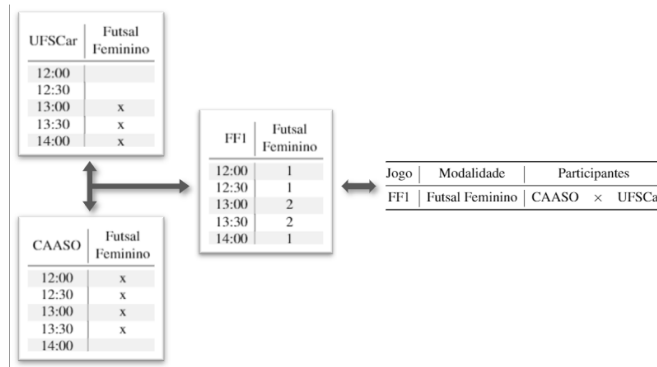 UFSCar | Futsal Feminino
12:00
12:30
13:00 x
13:30 x
14:00 x
CAASO | Futsal Feminino
12:00 x
12:30 x
13:00 x
13:30 x
14:00
FF1 | Futsal Feminino
12:00 1
12:30 1
13:00 2
13:30 2
14:00 1
Jogo | Modalidade | Participantes
FF1 | Futsal Feminino | CAASO × UFSCa